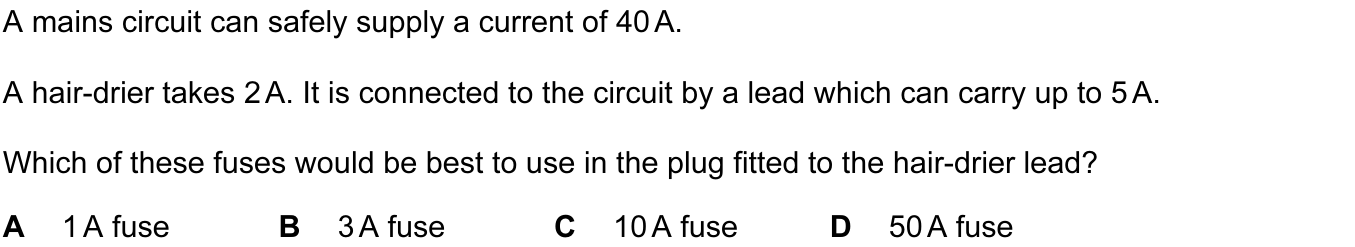 A mains circuit can safely supply a current of 40 A.
A hair-drier takes 2 A. It is connected to the circuit by a lead which can carry up to 5 A.
Which of these fuses would be best to use in the plug fitted to the hair-drier lead?
A 1 A fuse B 3 A fuse C 10 A fuse D 50 A fuse